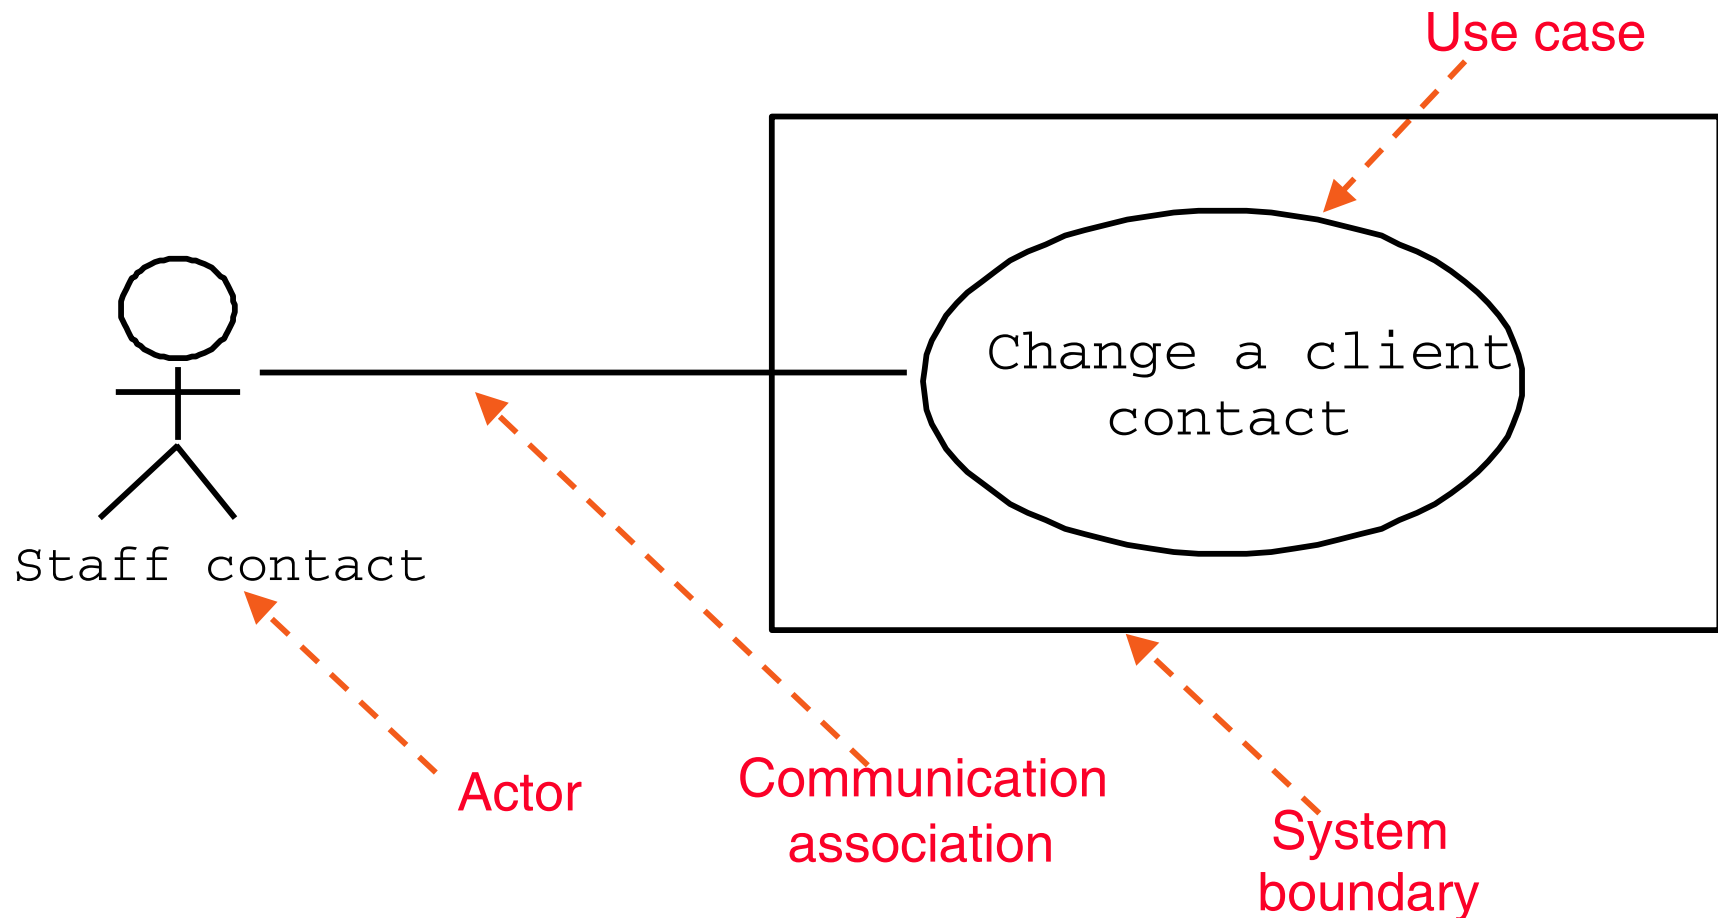 Use case
Change a client
contact
Staff contact
Actor
Communication
association
System
boundary